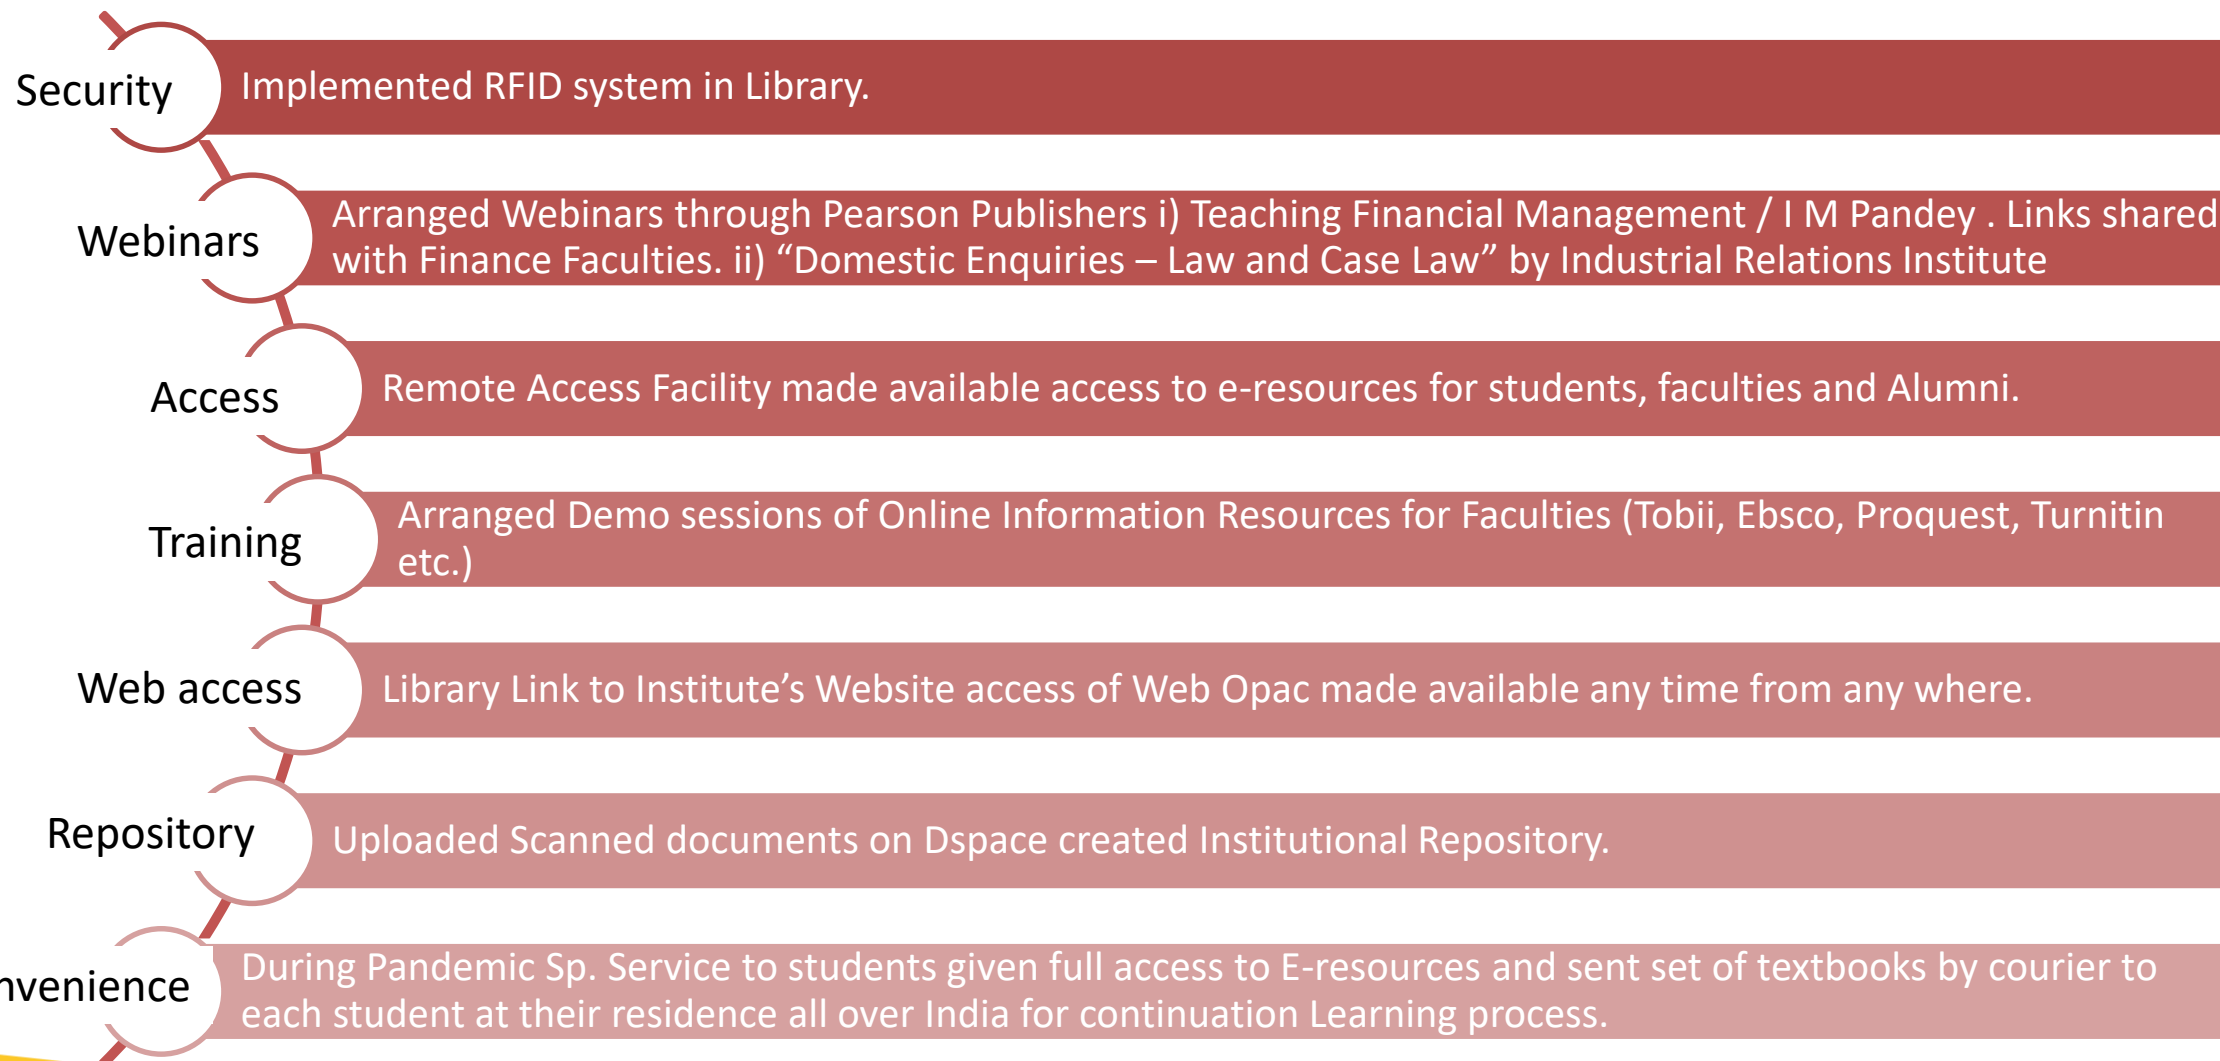 Security
Implemented RFID system in Library.
Webinars
Arranged Webinars through Pearson Publishers i) Teaching Financial Management / I M Pandey . Links shared
with Finance Faculties. ii) “Domestic Enquiries – Law and Case Law” by Industrial Relations Institute
Access
Remote Access Facility made available access to e-resources for students, faculties and Alumni.
Training
Arranged Demo sessions of Online Information Resources for Faculties (Tobii, Ebsco, Proquest, Turnitin
etc.)
Web access
Library Link to Institute’s Website access of Web Opac made available any time from any where.
Repository
Uploaded Scanned documents on Dspace created Institutional Repository.
nvenience
During Pandemic Sp. Service to students given full access to E-resources and sent set of textbooks by courier to
each student at their residence all over India for continuation Learning process.